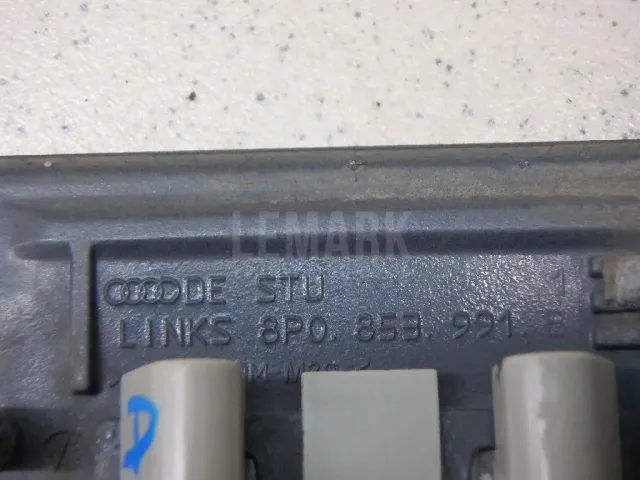 LEMARK
DE STU 1
LINKS 8P0. 853. 991. B
D